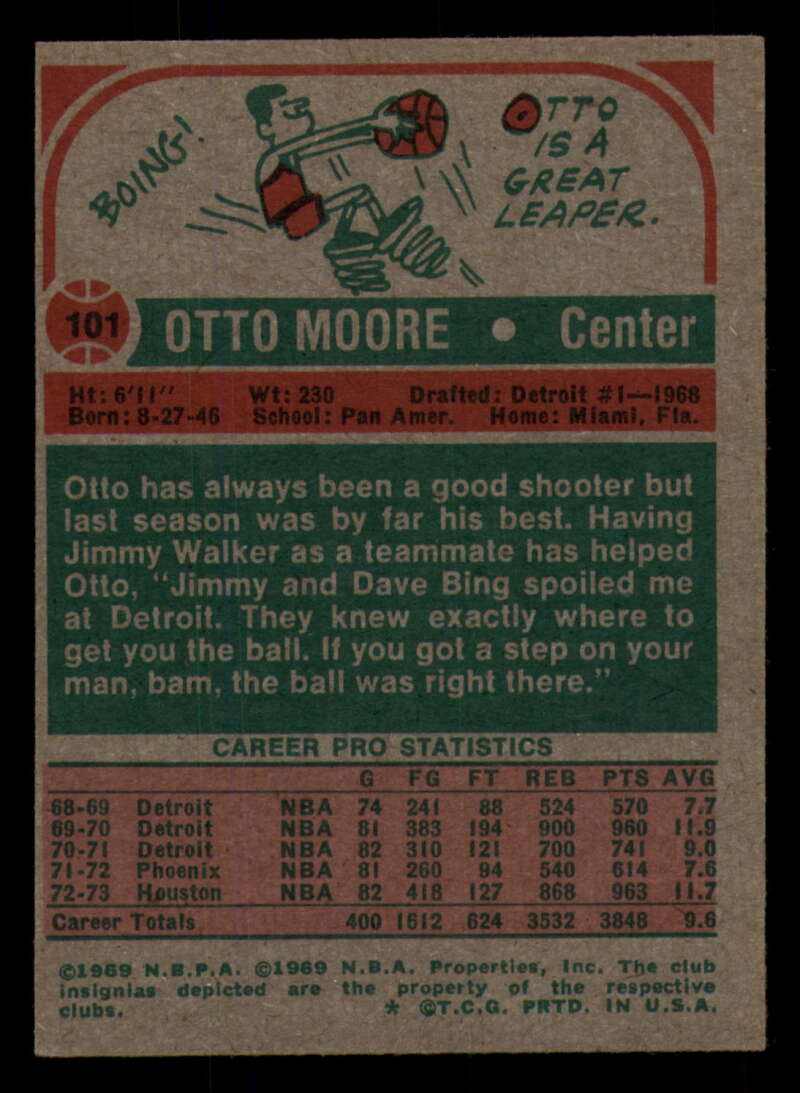 BOING!
OTTO
IS A
GREAT
LEAPER.
101 OTTO MOORE • Center
Ht: 6'11" Wt: 230 Drafted: Detroit #1—1968
Born: 8-27-46 School: Pan Amer. Home: Miami, Fla.
Otto has always been a good shooter but
last season was by far his best. Having
Jimmy Walker as a teammate has helped
Otto, "Jimmy and Dave Bing spoiled me
at Detroit. They knew exactly where to
get you the ball. If you got a step on your
man, bam, the ball was right there."
CAREER PRO STATISTICS
G FG FT REB PTS AVG
68-69 Detroit NBA 74 241 88 524 570 7.7
69-70 Detroit NBA 81 383 194 900 960 11.9
70-71 Detroit NBA 82 310 121 700 741 9.0
71-72 Phoenix NBA 81 260 94 540 614 7.6
72-73 Houston NBA 82 418 127 868 963 11.7
Career Totals 400 1612 624 3532 3848 9.6
©1969 N.B.P.A. ©1969 N.B.A. Properties, Inc. The club
insignias depicted are the property of the respective
clubs. * ©T.C.G. PRTD. IN U.S.A.